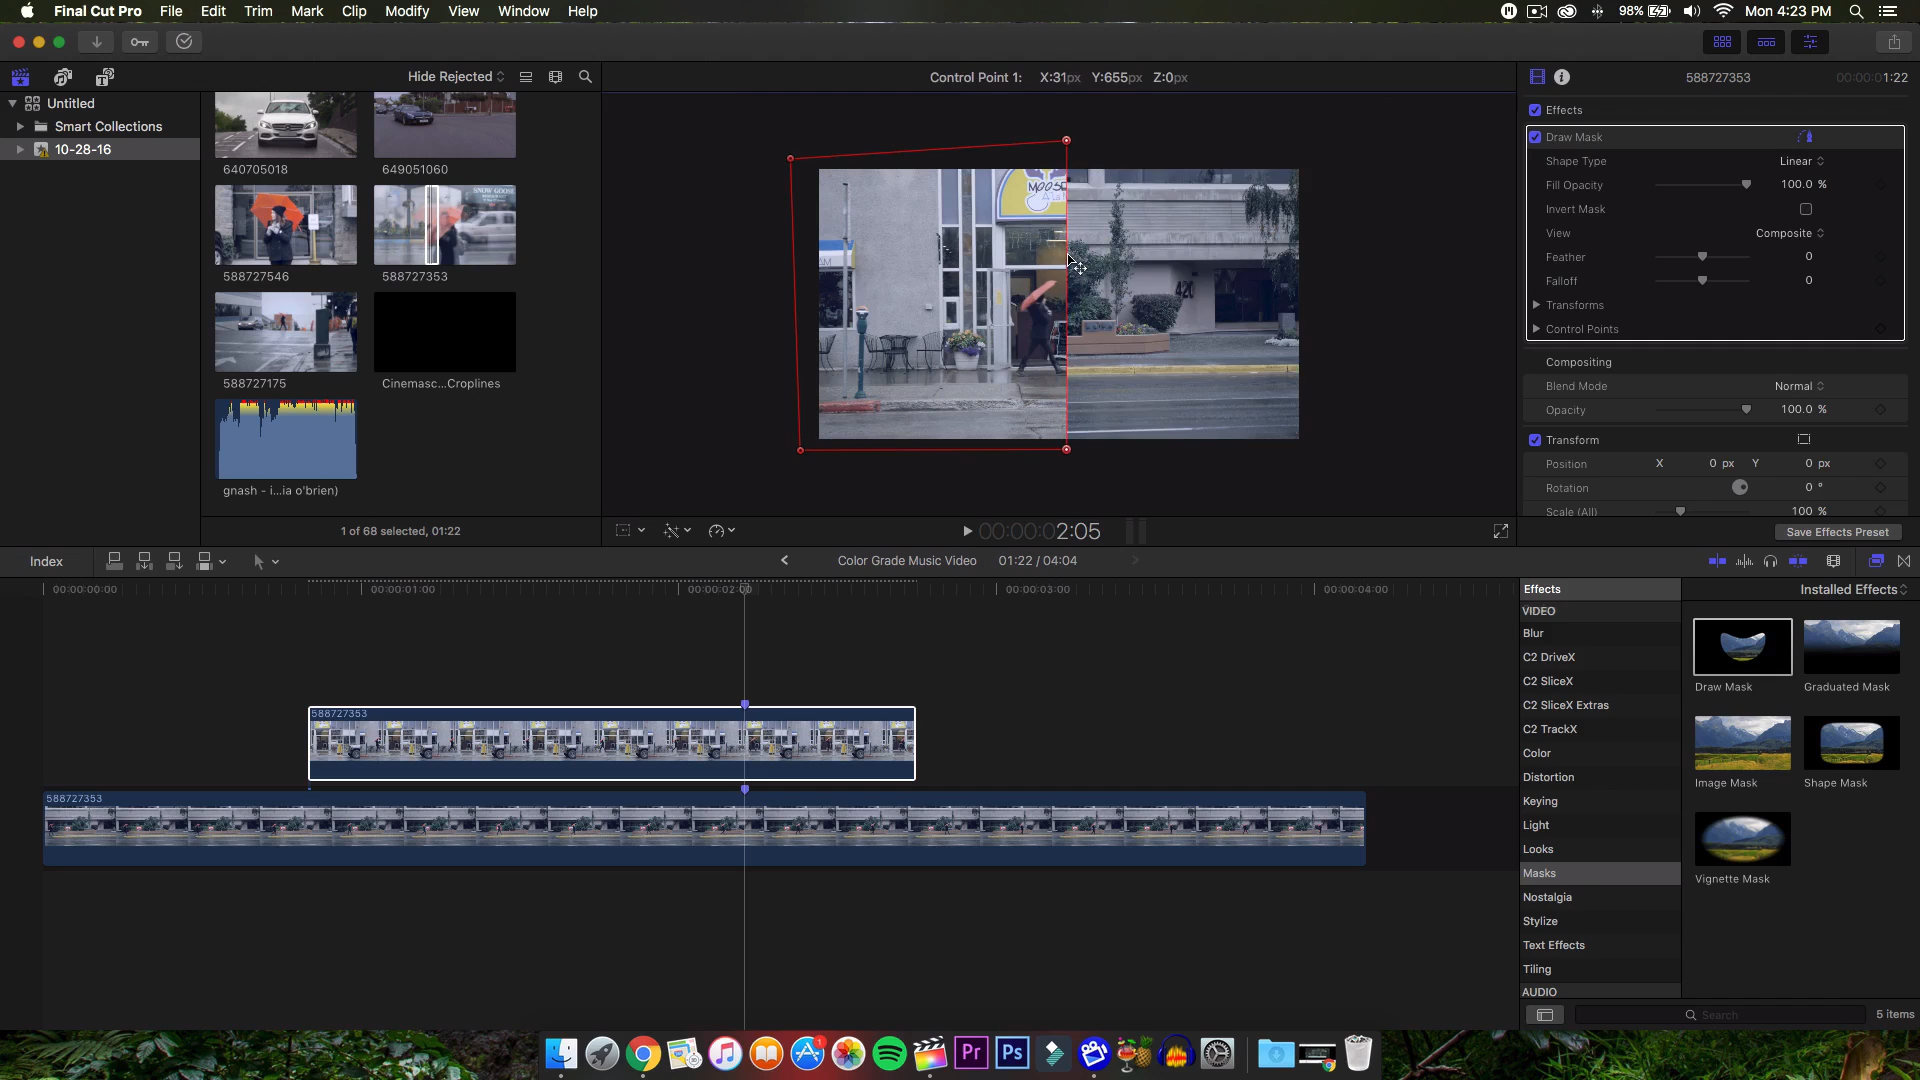 Final Cut Pro File Edit Trim Mark Clip Modify View Window Help
98% Mon 4:23 PM
Hide Rejected
Control Point 1: X:31px Y:655px Z:0px
588727353 00:00:01:22
Untitled
Smart Collections
10-28-16
640705018
649051060
588727546
588727353
588727175
Cinemasc...Croplines
gnash - i...ia o'brien)
1 of 68 selected, 01:22
MOOSE
SNOW GOOSE
420
AM
Effects
Draw Mask
Shape Type Linear
Fill Opacity 100.0 %
Invert Mask
View Composite
Feather 0
Falloff 0
Transforms
Control Points
Compositing
Blend Mode Normal
Opacity 100.0 %
Transform
Position X 0 px Y 0 px
Rotation 0 °
Scale (All) 100 %
Save Effects Preset
00:00:02:05
Index
Color Grade Music Video 01:22 / 04:04
00:00:00:00
00:00:01:00
00:00:02:00
00:00:03:00
00:00:04:00
588727353
588727353
Effects
Installed Effects
VIDEO
Blur
C2 DriveX
C2 SliceX
C2 SliceX Extras
C2 TrackX
Color
Distortion
Keying
Light
Looks
Masks
Nostalgia
Stylize
Text Effects
Tiling
AUDIO
Draw Mask
Graduated Mask
Image Mask
Shape Mask
Vignette Mask
Search
5 items
1
Pr
Ps